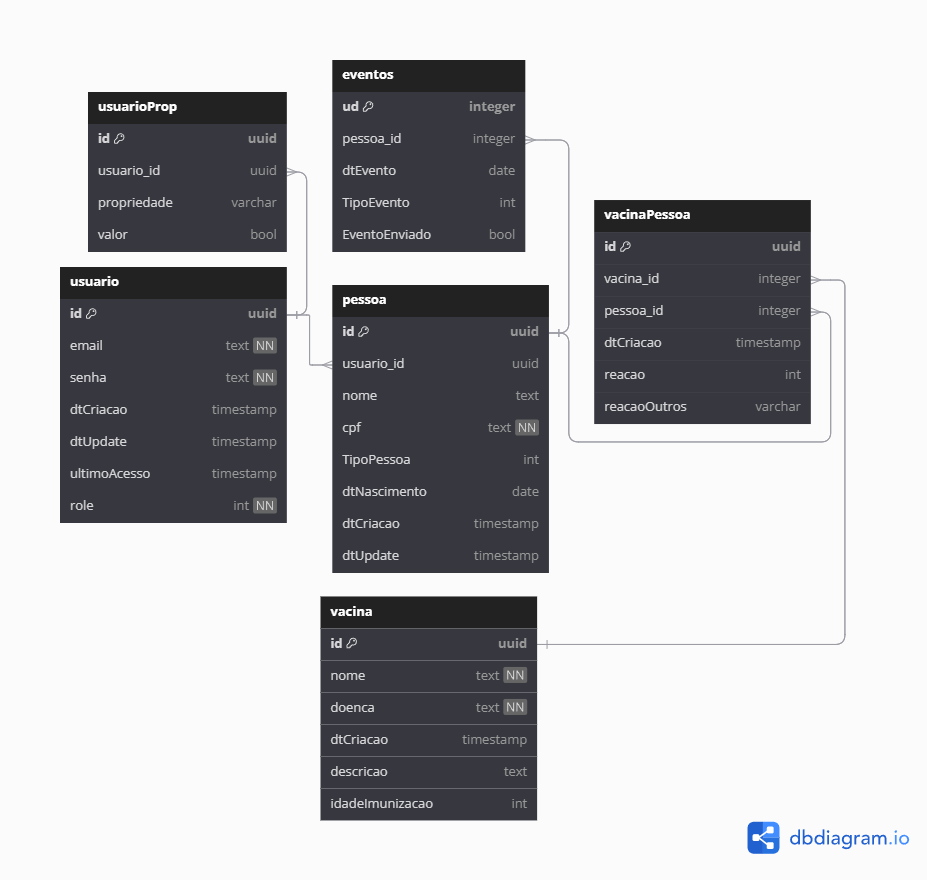 usuarioProp
id uuid
usuario_id uuid
propriedade varchar
valor bool
eventos
ud integer
pessoa_id integer
dtEvento date
TipoEvento int
EventoEnviado bool
usuario
id uuid
email text NN
senha text NN
dtCriacao timestamp
dtUpdate timestamp
ultimoAcesso timestamp
role int NN
pessoa
id uuid
usuario_id uuid
nome text
cpf text NN
TipoPessoa int
dtNascimento date
dtCriacao timestamp
dtUpdate timestamp
vacinaPessoa
id uuid
vacina_id integer
pessoa_id integer
dtCriacao timestamp
reacao int
reacaoOutros varchar
vacina
id uuid
nome text NN
doenca text NN
dtCriacao timestamp
descricao text
idadeImunizacao int
dbdiagram.io